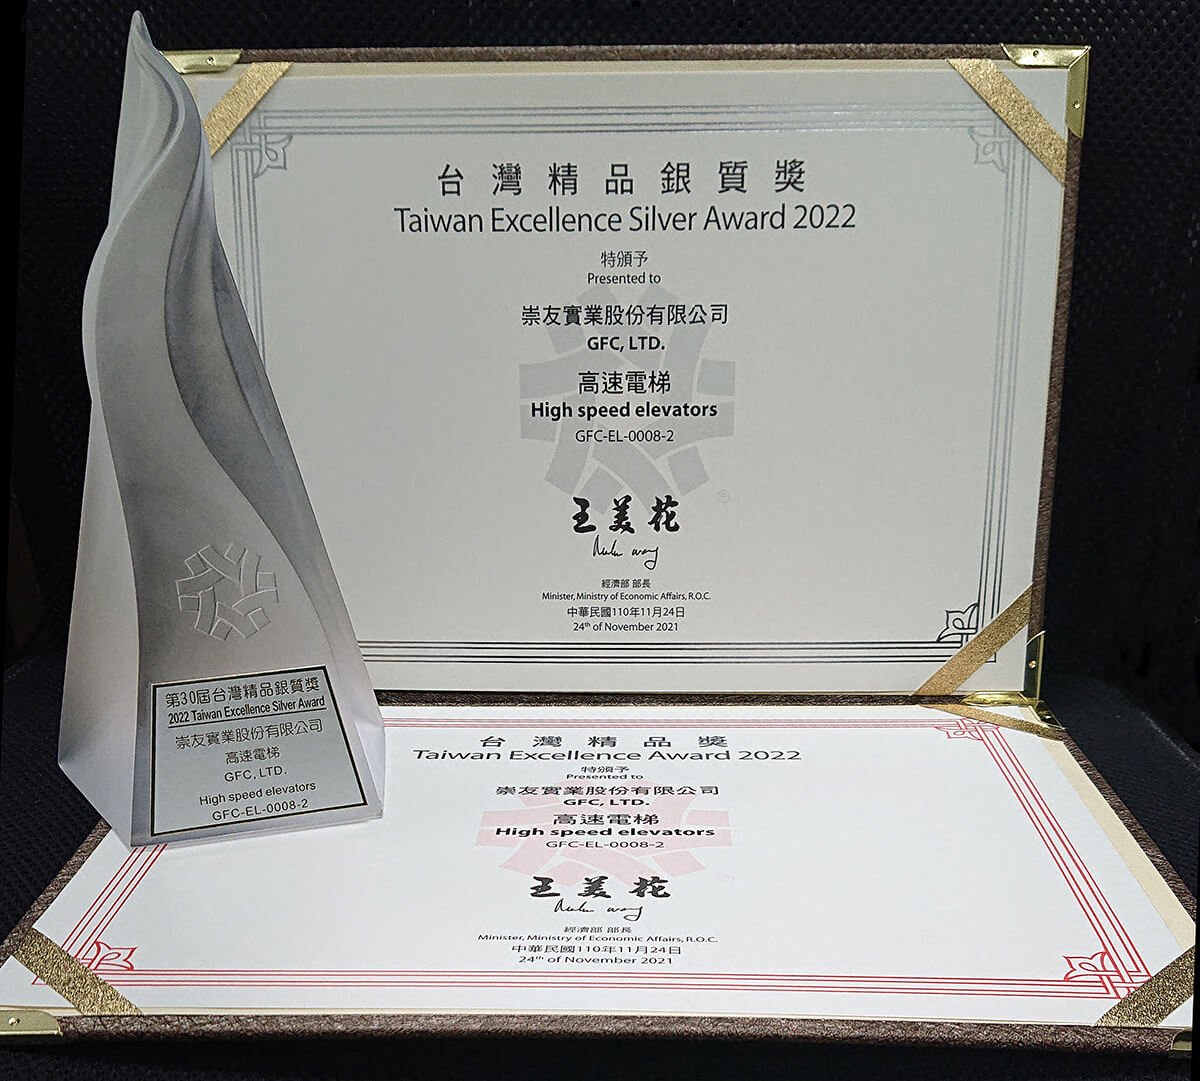 台灣精品銀質獎
Taiwan Excellence Silver Award 2022
特頒予
Presented to
崇友實業股份有限公司
GFC, LTD.
高速電梯
High speed elevators
GFC-EL-0008-2
®
王美花
經濟部 部長
Minister, Ministry of Economic Affairs, R.O.C.
中華民國110年11月24日
24th of November 2021
第30屆台灣精品銀質獎
2022 Taiwan Excellence Silver Award
崇友實業股份有限公司
高速電梯
GFC, LTD.
High speed elevators
GFC-EL-0008-2
台灣精品獎
Taiwan Excellence Award 2022
特頒予
Presented to
崇友實業股份有限公司
GFC, LTD.
高速電梯
High speed elevators
GFC-EL-0008-2
王美花
經濟部 部長
Minister, Ministry of Economic Affairs, R.O.C.
中華民國110年11月24日
24th of November 2021